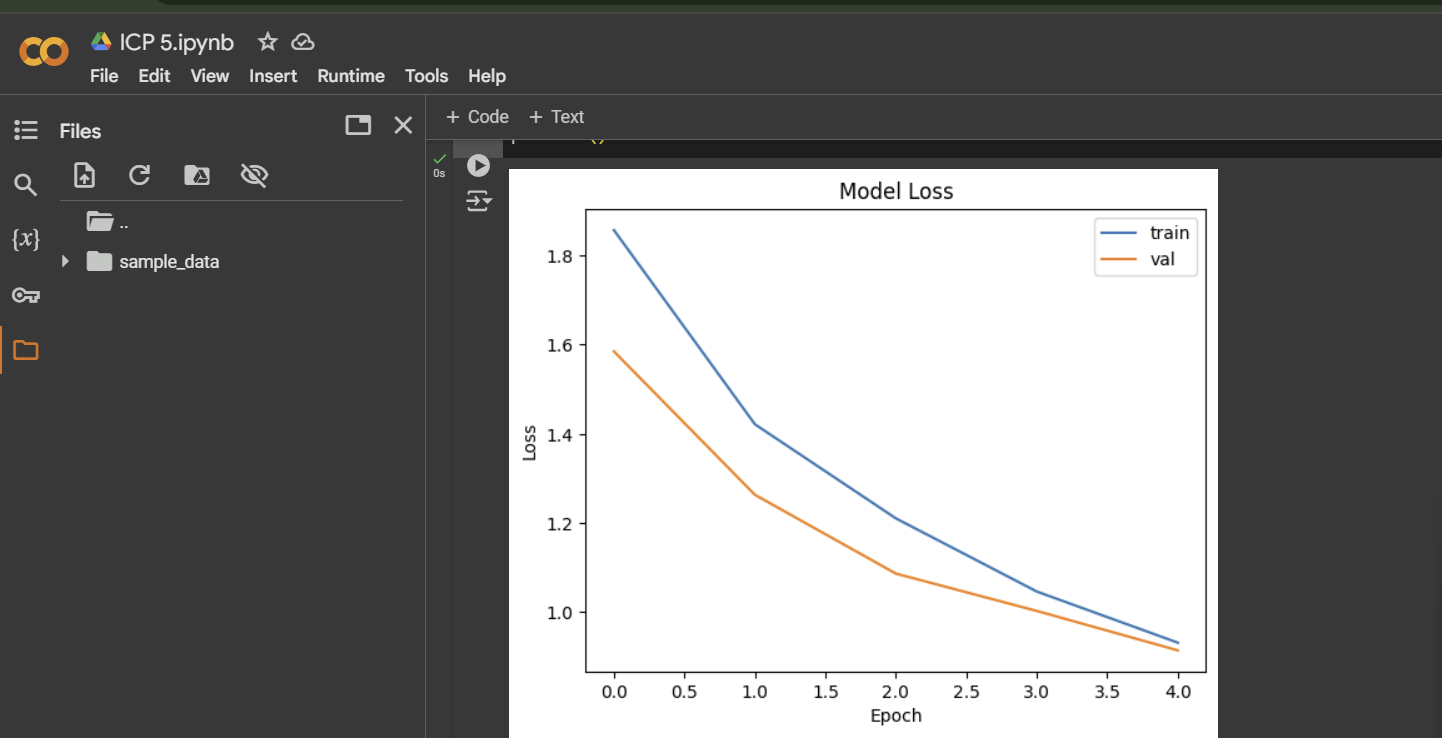 ICP 5.ipynb
File Edit View Insert Runtime Tools Help
Files
+ Code + Text
{x}
..
sample_data
0s
()
Model Loss
train
val
1.8
1.6
1.4
1.2
1.0
Loss
0.0 0.5 1.0 1.5 2.0 2.5 3.0 3.5 4.0
Epoch